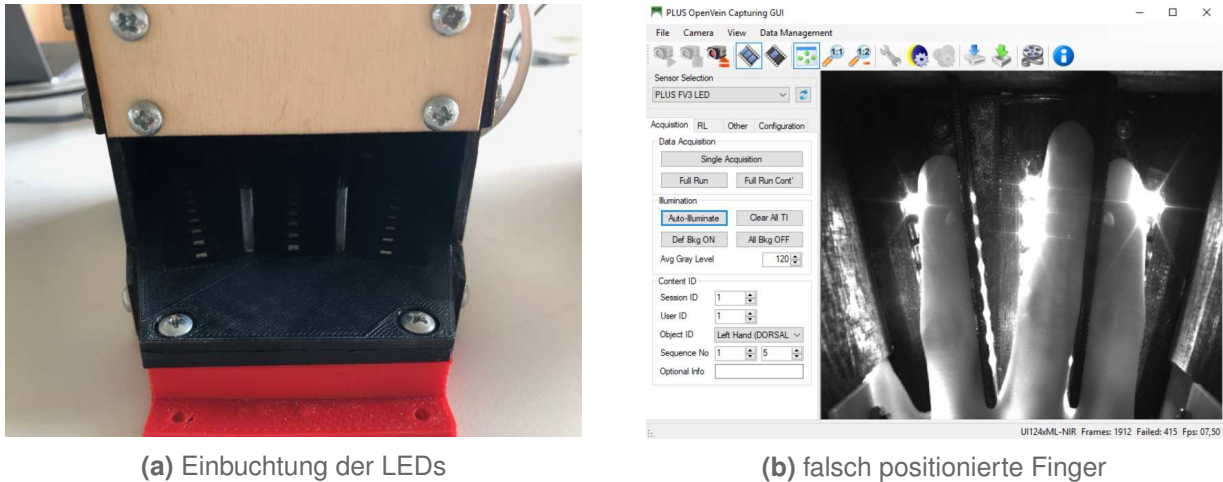 PLUS OpenVein Capturing GUI
File Camera View Data Management
1:1 1:2
Sensor Selection
PLUS FV3 LED
Acquisition RL Other Configuration
Data Acquisition
Single Acquisition
Full Run Full Run Cont'
Illumination
Auto-Illuminate Clear All TI
Def Bkg ON All Bkg OFF
Avg Gray Level 120
Content ID
Session ID 1
User ID 1
Object ID Left Hand (DORSAL
Sequence No 1 5
Optional Info
UI124xML-NIR Frames: 1912 Failed: 415 Fps: 07,50
(a) Einbuchtung der LEDs
(b) falsch positionierte Finger